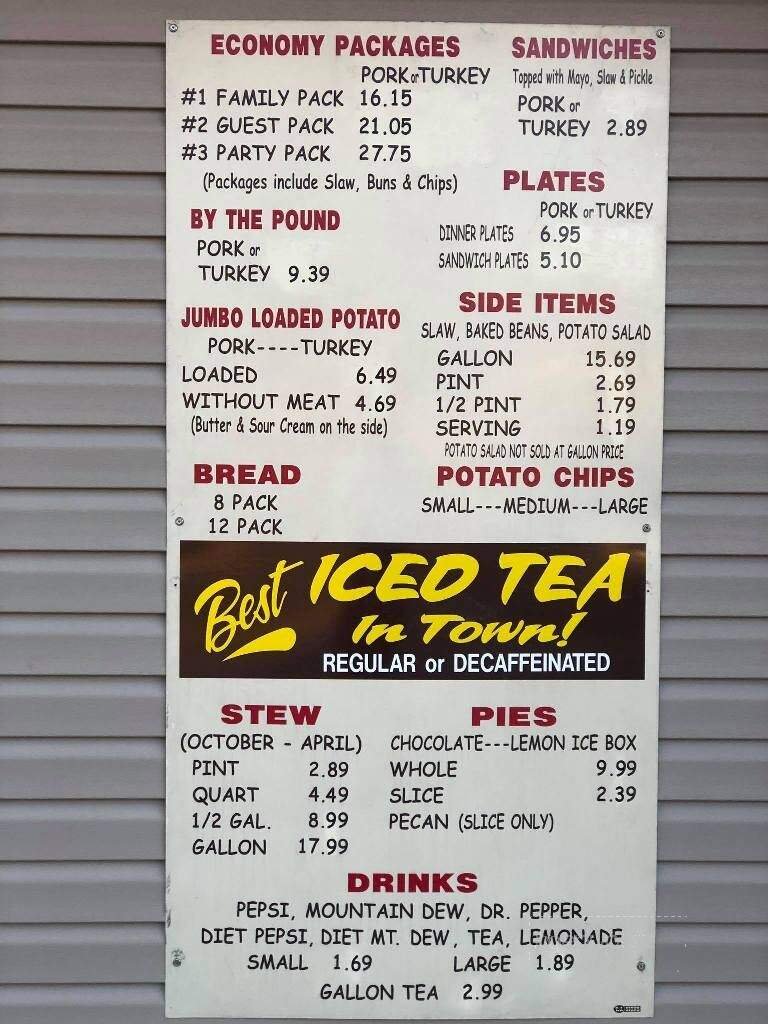 ECONOMY PACKAGES
PORK or TURKEY
#1 FAMILY PACK 16.15
#2 GUEST PACK 21.05
#3 PARTY PACK 27.75
(Packages include Slaw, Buns & Chips)
SANDWICHES
Topped with Mayo, Slaw & Pickle
PORK or
TURKEY 2.89
BY THE POUND
PORK or
TURKEY 9.39
PLATES
PORK or TURKEY
DINNER PLATES 6.95
SANDWICH PLATES 5.10
JUMBO LOADED POTATO
PORK----TURKEY
LOADED 6.49
WITHOUT MEAT 4.69
(Butter & Sour Cream on the side)
SIDE ITEMS
SLAW, BAKED BEANS, POTATO SALAD
GALLON 15.69
PINT 2.69
1/2 PINT 1.79
SERVING 1.19
POTATO SALAD NOT SOLD AT GALLON PRICE
BREAD
8 PACK
12 PACK
POTATO CHIPS
SMALL---MEDIUM---LARGE
Best ICED TEA
In Town!
REGULAR or DECAFFEINATED
STEW
(OCTOBER - APRIL)
PINT 2.89
QUART 4.49
1/2 GAL. 8.99
GALLON 17.99
PIES
CHOCOLATE---LEMON ICE BOX
WHOLE 9.99
SLICE 2.39
PECAN (SLICE ONLY)
DRINKS
PEPSI, MOUNTAIN DEW, DR. PEPPER,
DIET PEPSI, DIET MT. DEW, TEA, LEMONADE
SMALL 1.69 LARGE 1.89
GALLON TEA 2.99